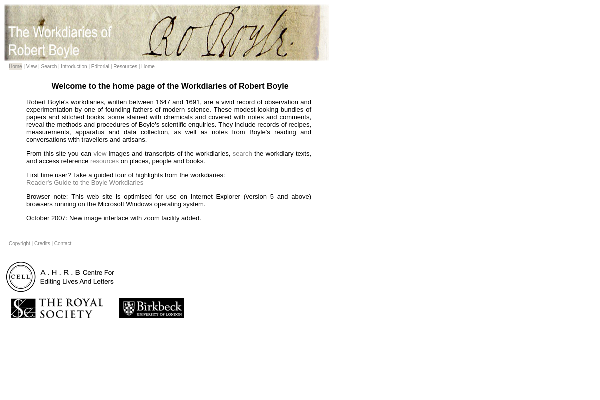 The Workdiaries of
Robert Boyle
Ro Boyle.
Home | View | Search | Introduction | Editorial | Resources | Home
Welcome to the home page of the Workdiaries of Robert Boyle
Robert Boyle's workdiaries, written between 1647 and 1691, are a vivid record of observation and
experimentation by one of founding fathers of modern science. These modest-looking bundles of
papers and stitched books, some stained with chemicals and covered with notes and comments,
reveal the methods and procedures of Boyle's scientific enquiries. They include records of recipes,
measurements, apparatus and data collection, as well as notes from Boyle's reading and
conversations with travellers and artisans.
From this site you can view images and transcripts of the workdiaries, search the workdiary texts,
and access reference resources on places, people and books.
First time user? Take a guided tour of highlights from the workdiaries:
Reader's Guide to the Boyle Workdiaries
Browser note: This web site is optimised for use on Internet Explorer (version 5 and above)
browsers running on the Microsoft Windows operating system.
October 2007: New image interface with zoom facility added.
Copyright | Credits | Contact
CELL
A . H . R . B Centre For
Editing Lives And Letters
THE ROYAL
SOCIETY
Birkbeck
UNIVERSITY OF LONDON